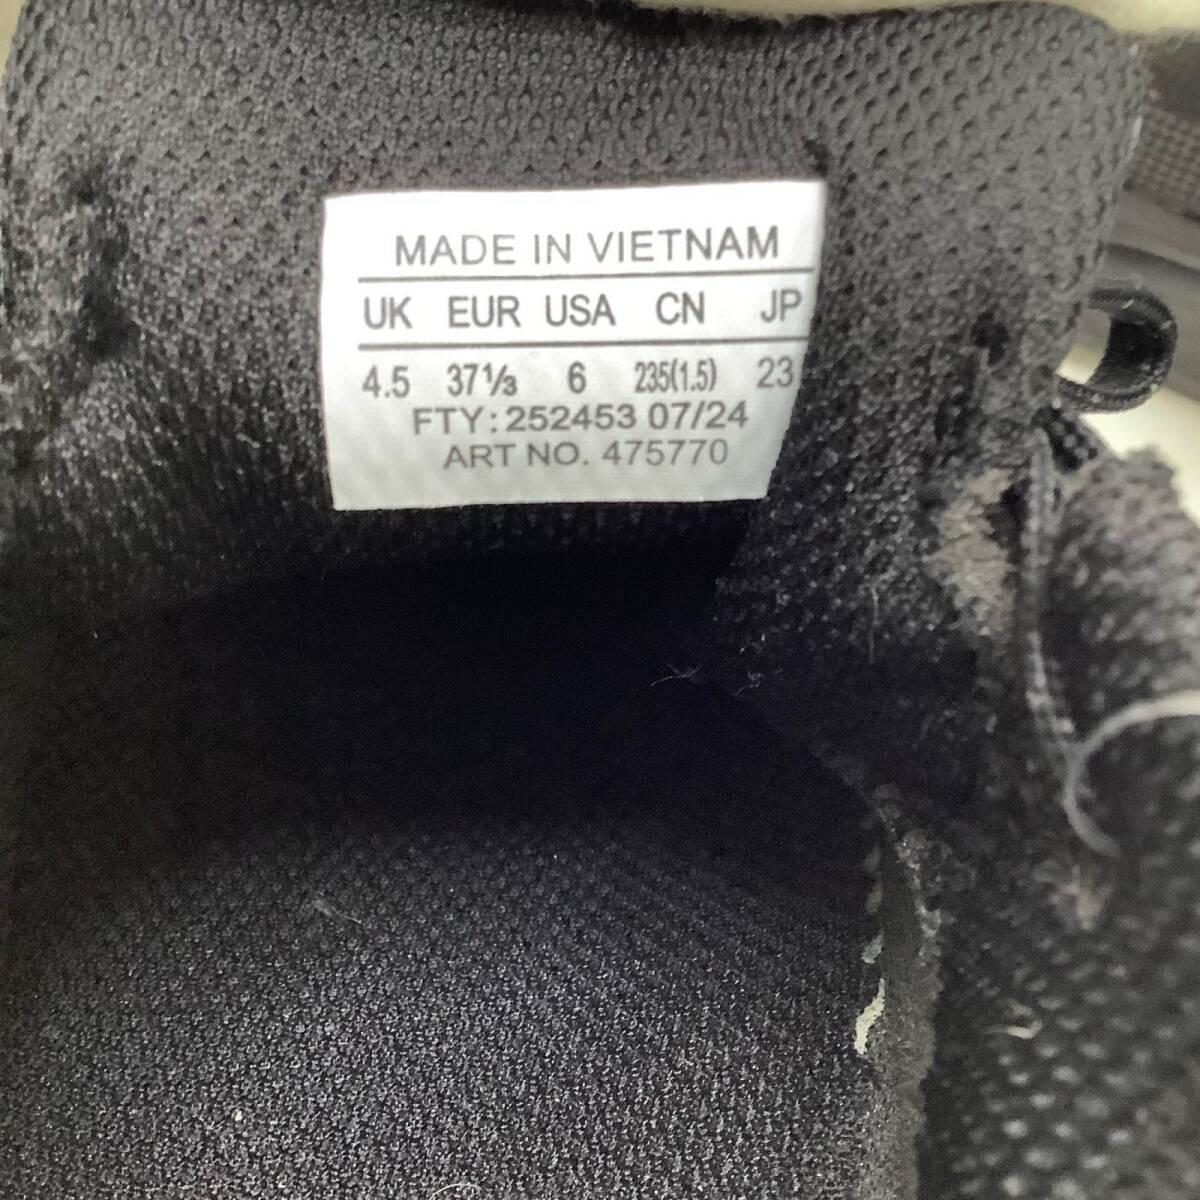 MADE IN VIETNAM
UK EUR USA CN JP
4.5 37⅓ 6 235(1.5) 23
FTY: 252453 07/24
ART NO. 475770